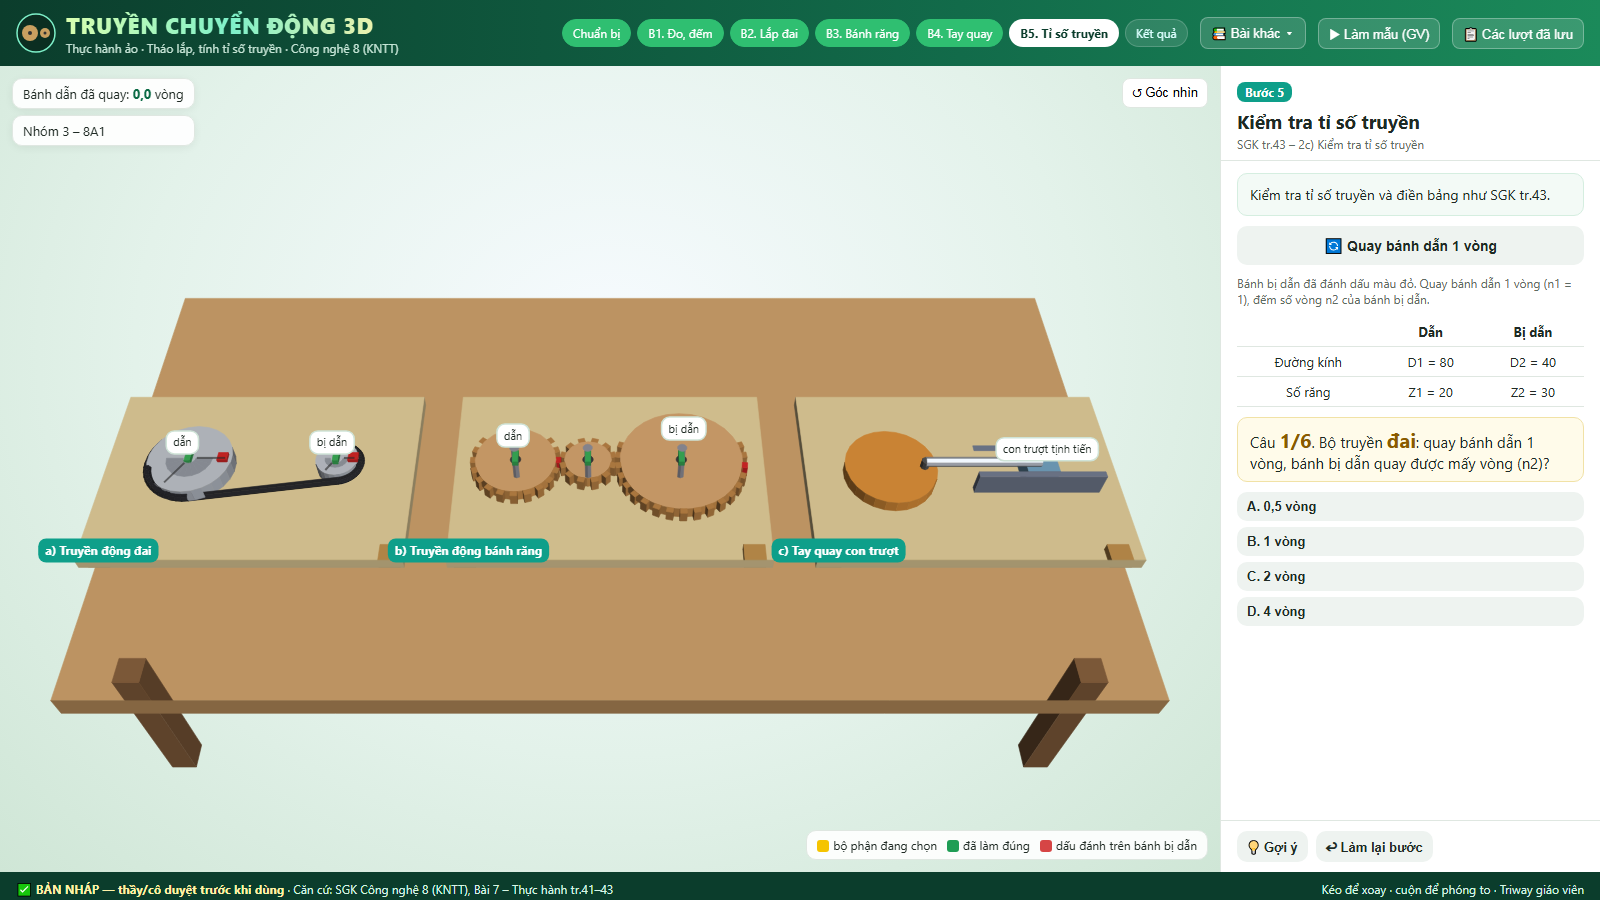 TRUYỀN CHUYỂN ĐỘNG 3D
Thực hành ảo · Tháo lắp, tính tỉ số truyền · Công nghệ 8 (KNTT)
Chuẩn bị
B1. Đo, đếm
B2. Lắp đai
B3. Bánh răng
B4. Tay quay
B5. Tỉ số truyền
Kết quả
Bài khác
Làm mẫu (GV)
Các lượt đã lưu
Bánh dẫn đã quay: 0,0 vòng
Nhóm 3 – 8A1
Góc nhìn
dẫn
bị dẫn
dẫn
bị dẫn
con trượt tịnh tiến
a) Truyền động đai
b) Truyền động bánh răng
c) Tay quay con trượt
bộ phận đang chọn
đã làm đúng
dấu đánh trên bánh bị dẫn
Bước 5
Kiểm tra tỉ số truyền
SGK tr.43 – 2c) Kiểm tra tỉ số truyền
Kiểm tra tỉ số truyền và điền bảng như SGK tr.43.
Quay bánh dẫn 1 vòng
Bánh bị dẫn đã đánh dấu màu đỏ. Quay bánh dẫn 1 vòng (n1 =
1), đếm số vòng n2 của bánh bị dẫn.
Dẫn Bị dẫn
Đường kính D1 = 80 D2 = 40
Số răng Z1 = 20 Z2 = 30
Câu 1/6. Bộ truyền đai: quay bánh dẫn 1
vòng, bánh bị dẫn quay được mấy vòng (n2)?
A. 0,5 vòng
B. 1 vòng
C. 2 vòng
D. 4 vòng
Gợi ý
Làm lại bước
BẢN NHÁP — thầy/cô duyệt trước khi dùng · Căn cứ: SGK Công nghệ 8 (KNTT), Bài 7 – Thực hành tr.41–43
Kéo để xoay · cuộn để phóng to · Triway giáo viên